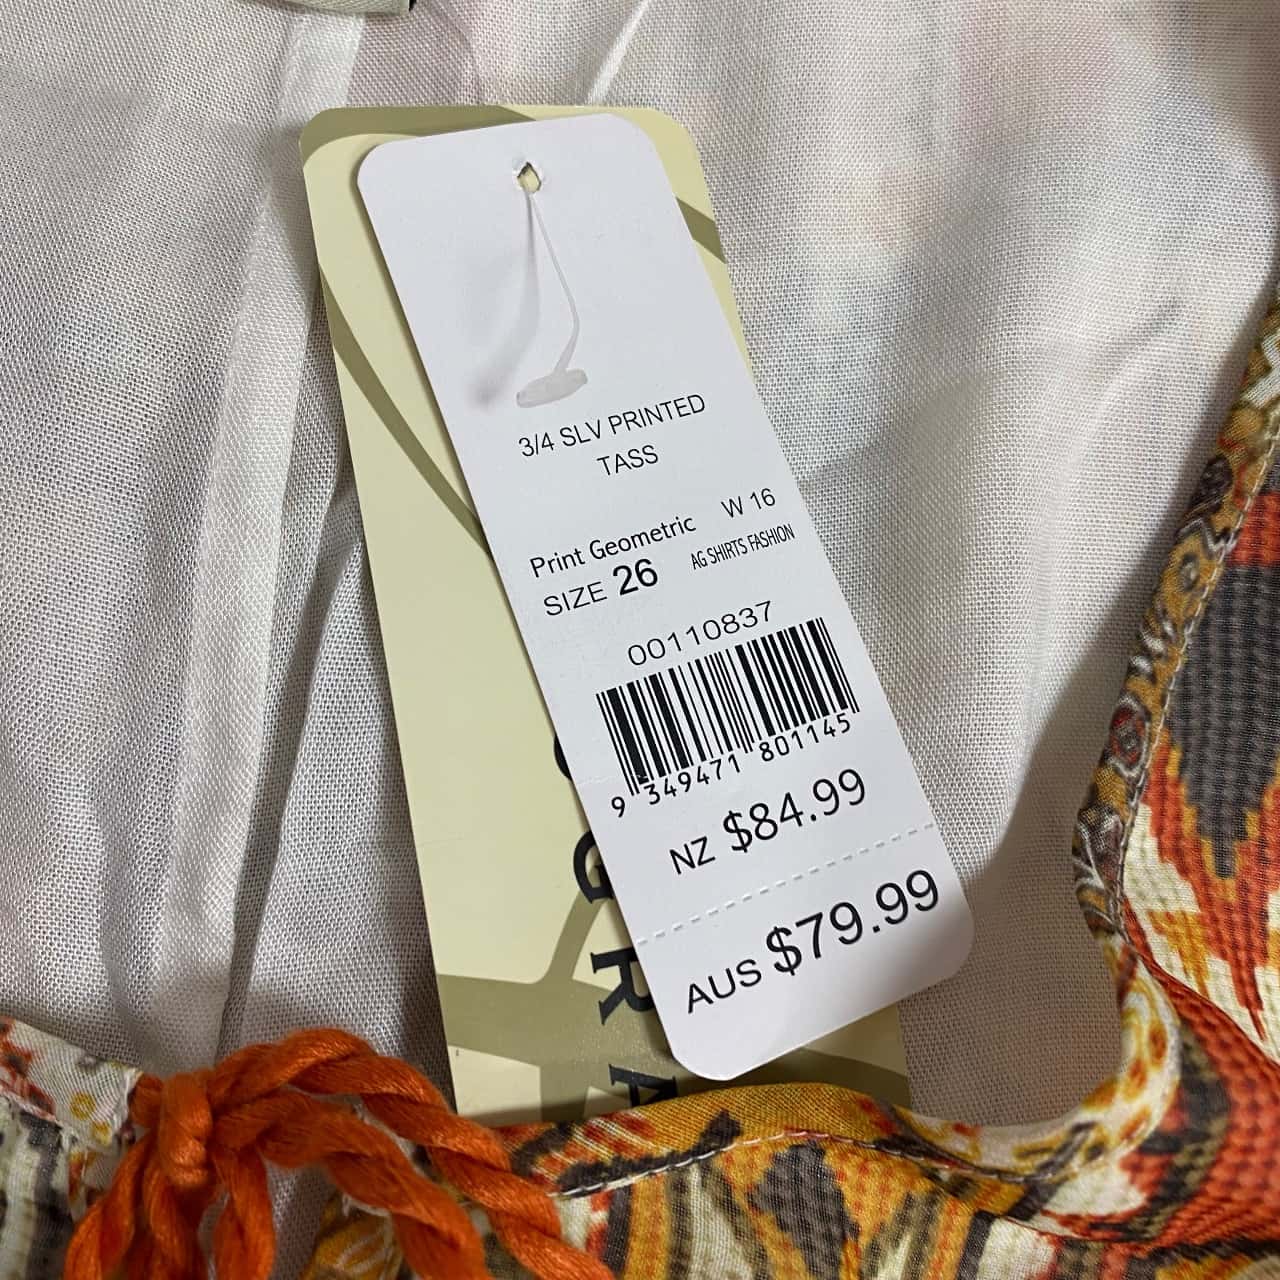 3/4 SLV PRINTED
TASS
Print Geometric W 16
SIZE 26 AG SHIRTS FASHION
00110837
9 349471 801145
NZ $84.99
AUS $79.99
GRA